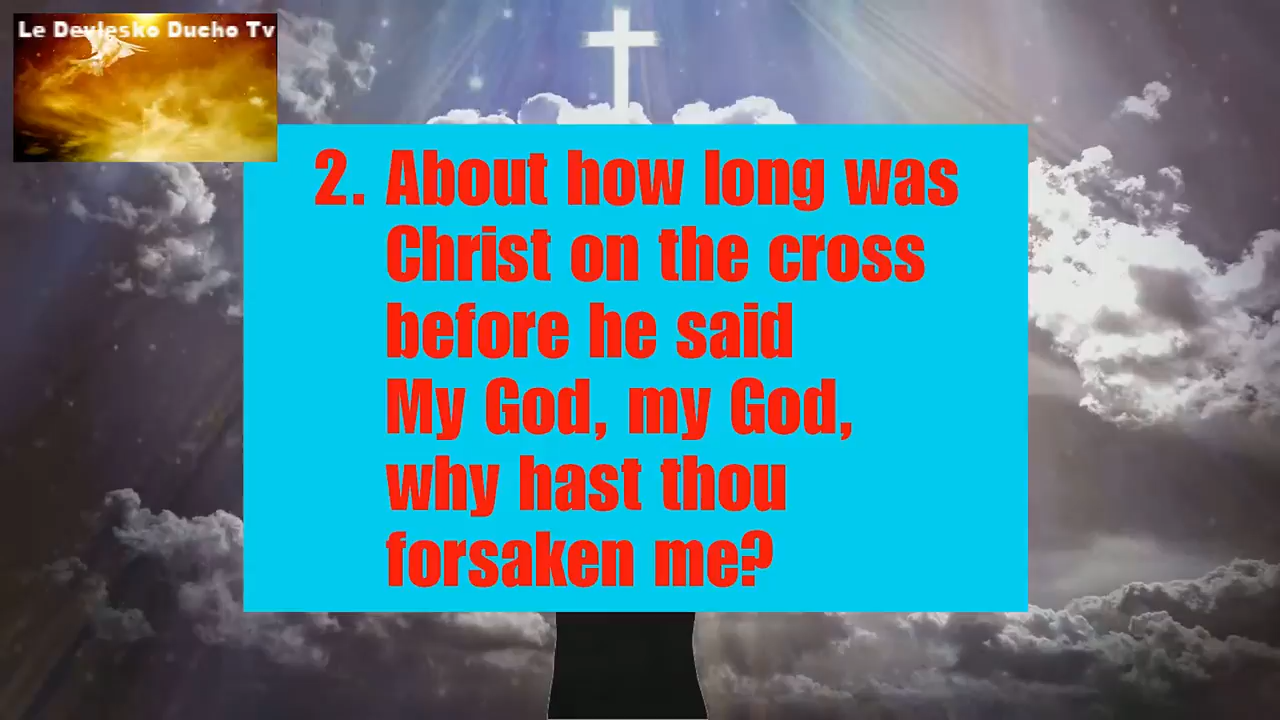 Le Devlesko Ducho Tv
2. About how long was
Christ on the cross
before he said
My God, my God,
why hast thou
forsaken me?